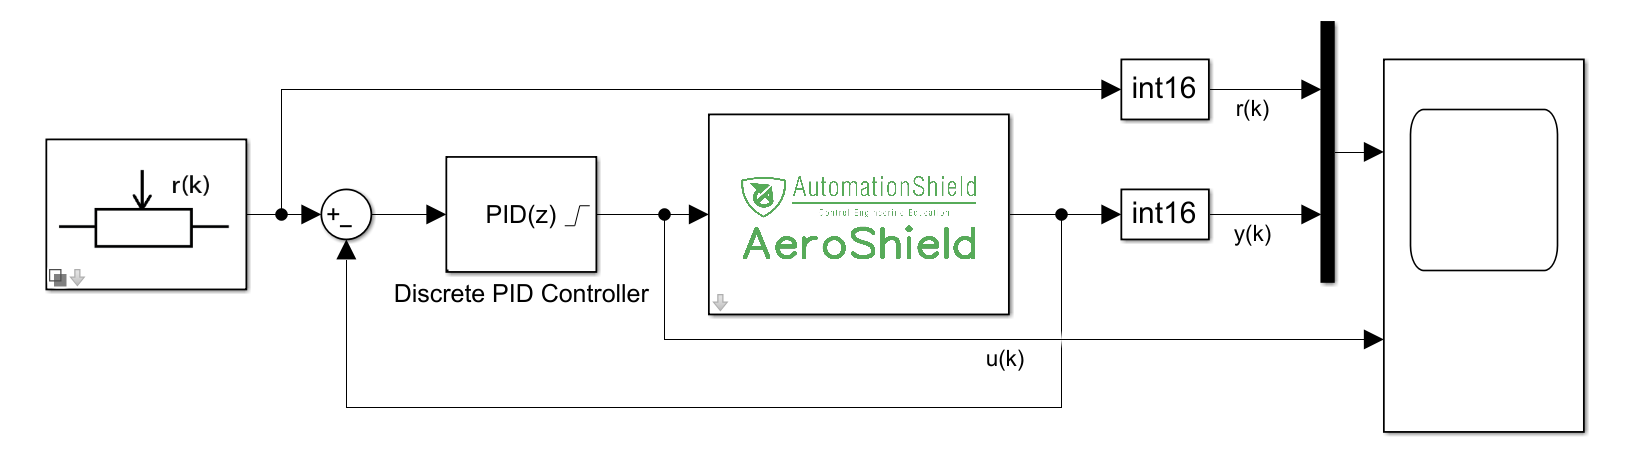 int16
r(k)
r(k)
+
−
PID(z)
Discrete PID Controller
AutomationShield
Control Engineering Education
AeroShield
int16
y(k)
u(k)